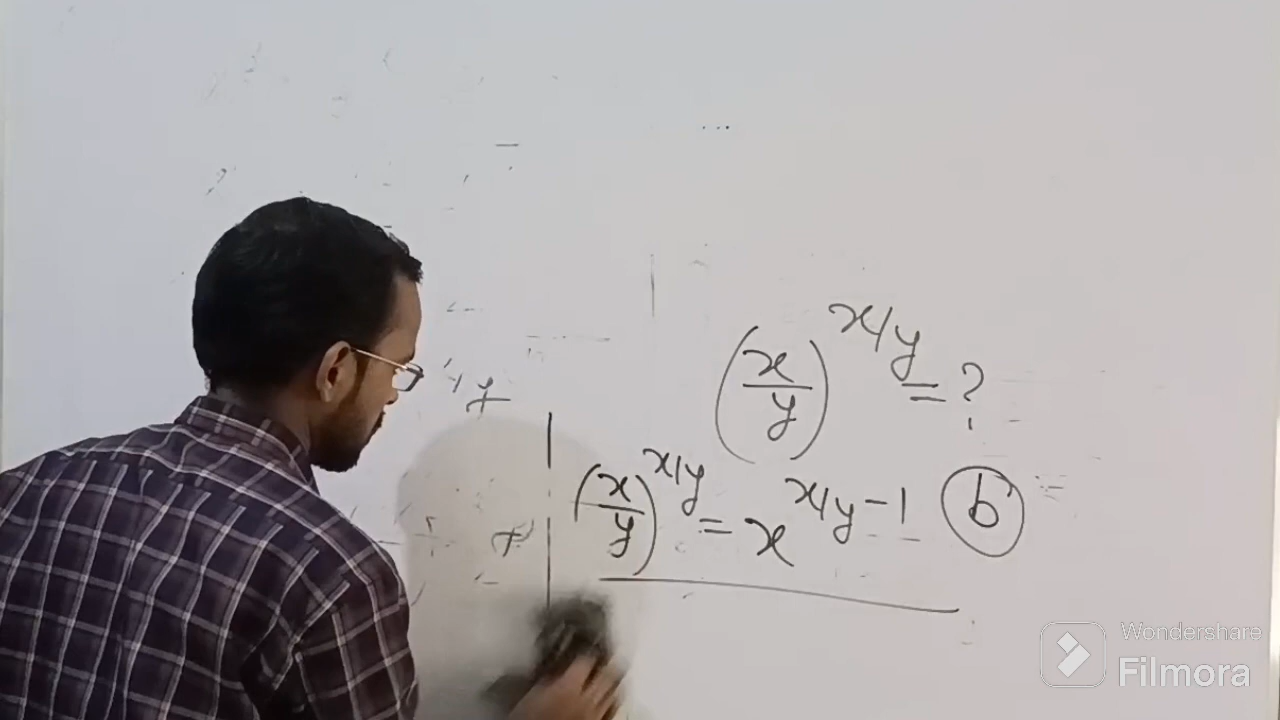 (x/y)^{x/y} = ?
(x/y)^{x/y} = x^{x/y - 1} (b)
Wondershare
Filmora